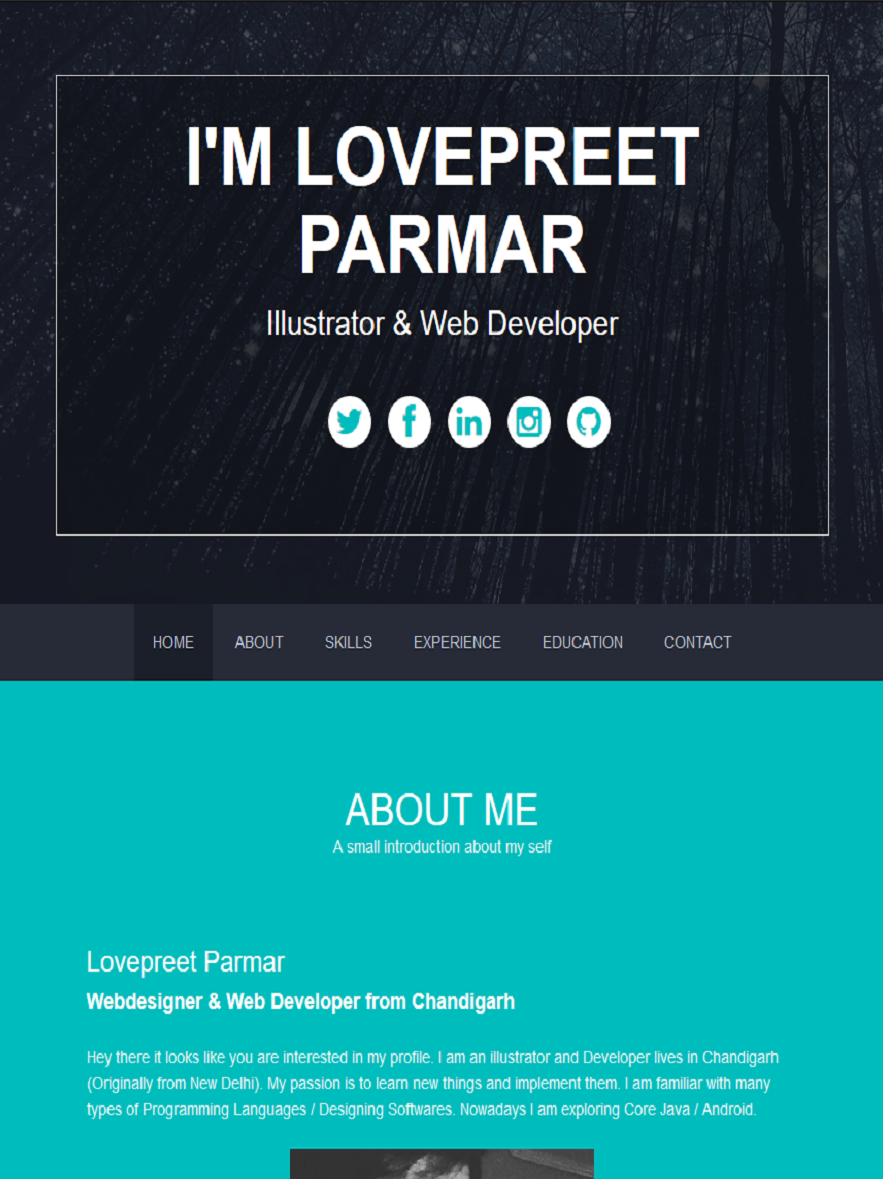 I'M LOVEPREET
PARMAR
Illustrator & Web Developer
HOME ABOUT SKILLS EXPERIENCE EDUCATION CONTACT
ABOUT ME
A small introduction about my self
Lovepreet Parmar
Webdesigner & Web Developer from Chandigarh
Hey there it looks like you are interested in my profile. I am an illustrator and Developer lives in Chandigarh
(Originally from New Delhi). My passion is to learn new things and implement them. I am familiar with many
types of Programming Languages / Designing Softwares. Nowadays I am exploring Core Java / Android.